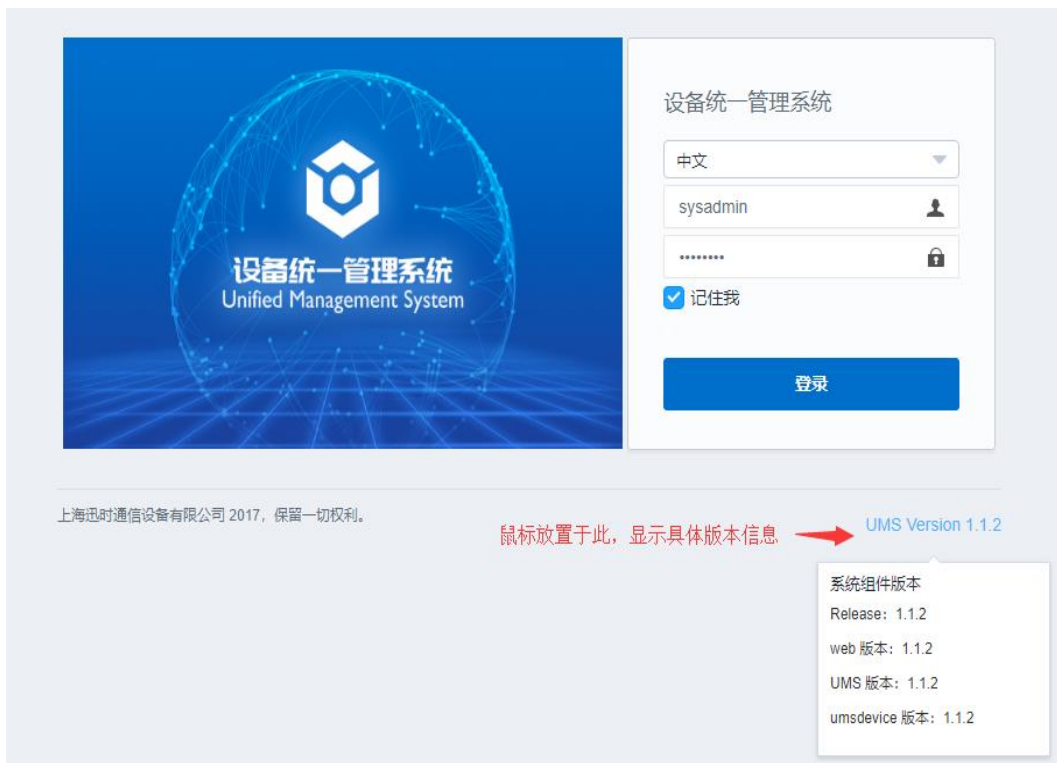 设备统一管理系统
Unified Management System
设备统一管理系统
中文
sysadmin
••••••••
记住我
登录
上海迅时通信设备有限公司 2017，保留一切权利。
鼠标放置于此，显示具体版本信息
UMS Version 1.1.2
系统组件版本
Release：1.1.2
web 版本：1.1.2
UMS 版本：1.1.2
umsdevice 版本：1.1.2